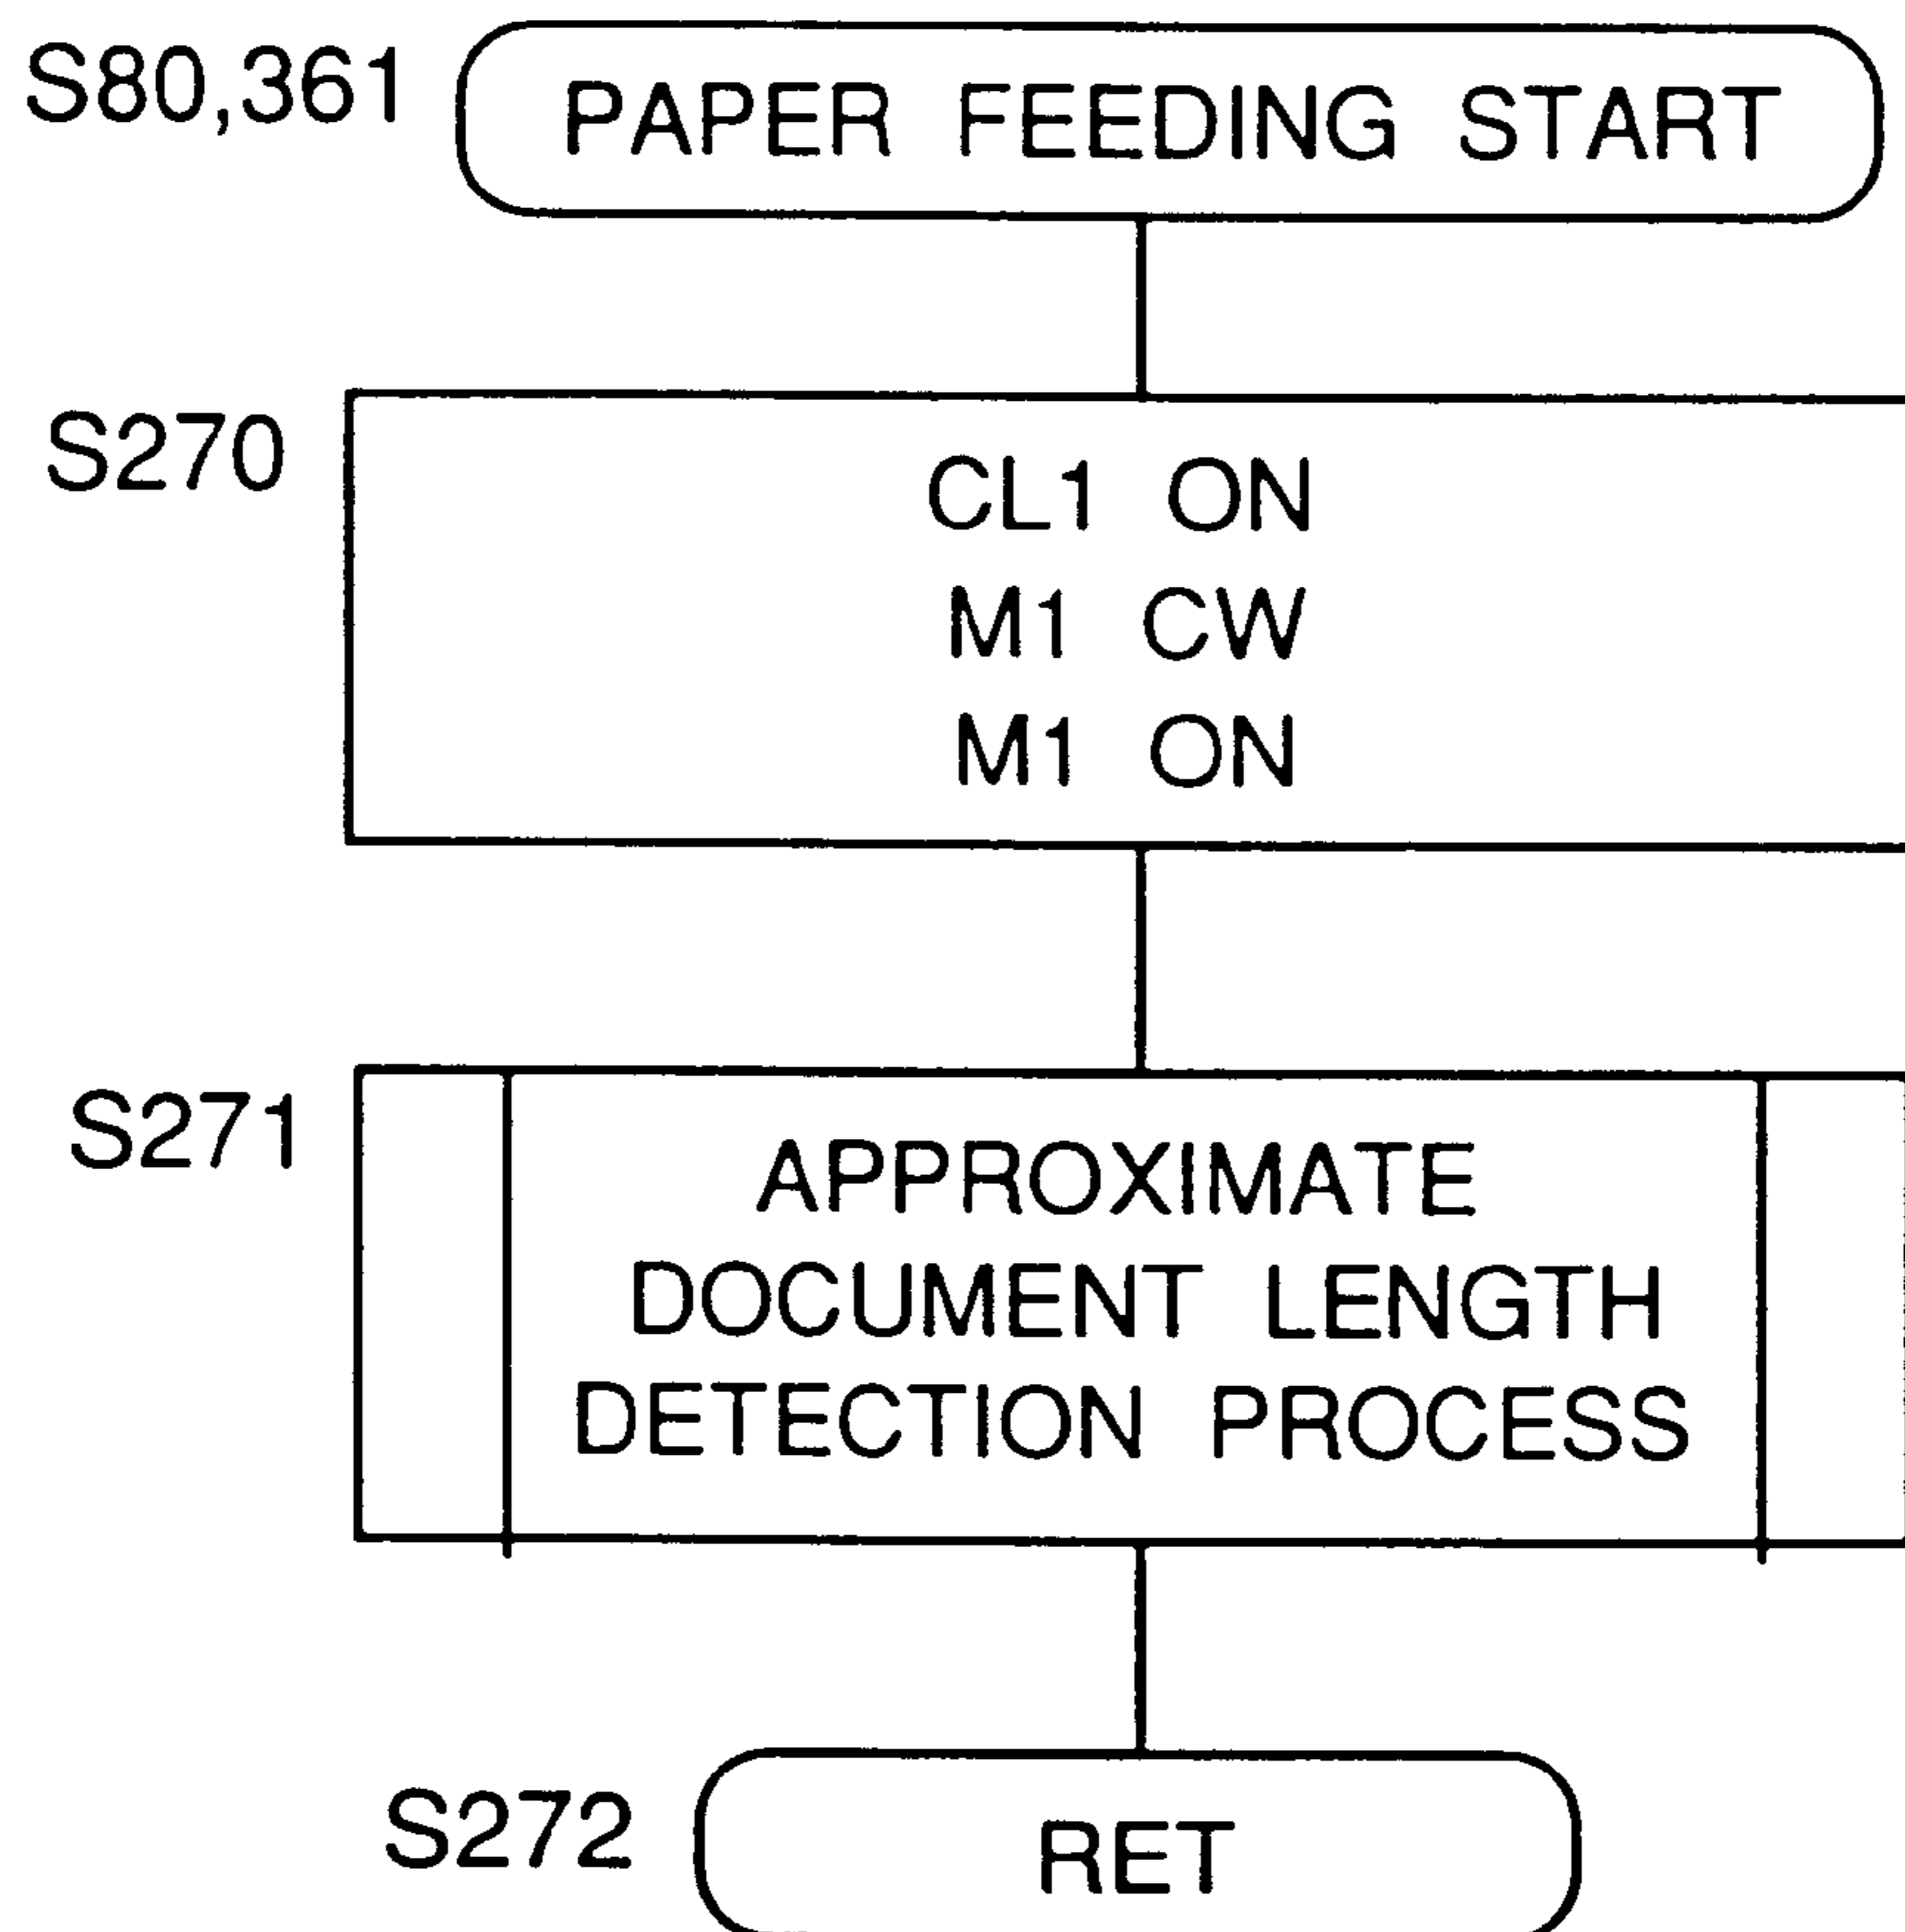 S80,361 PAPER FEEDING START
S270
CL1 ON
M1 CW
M1 ON
S271
APPROXIMATE
DOCUMENT LENGTH
DETECTION PROCESS
S272 RET